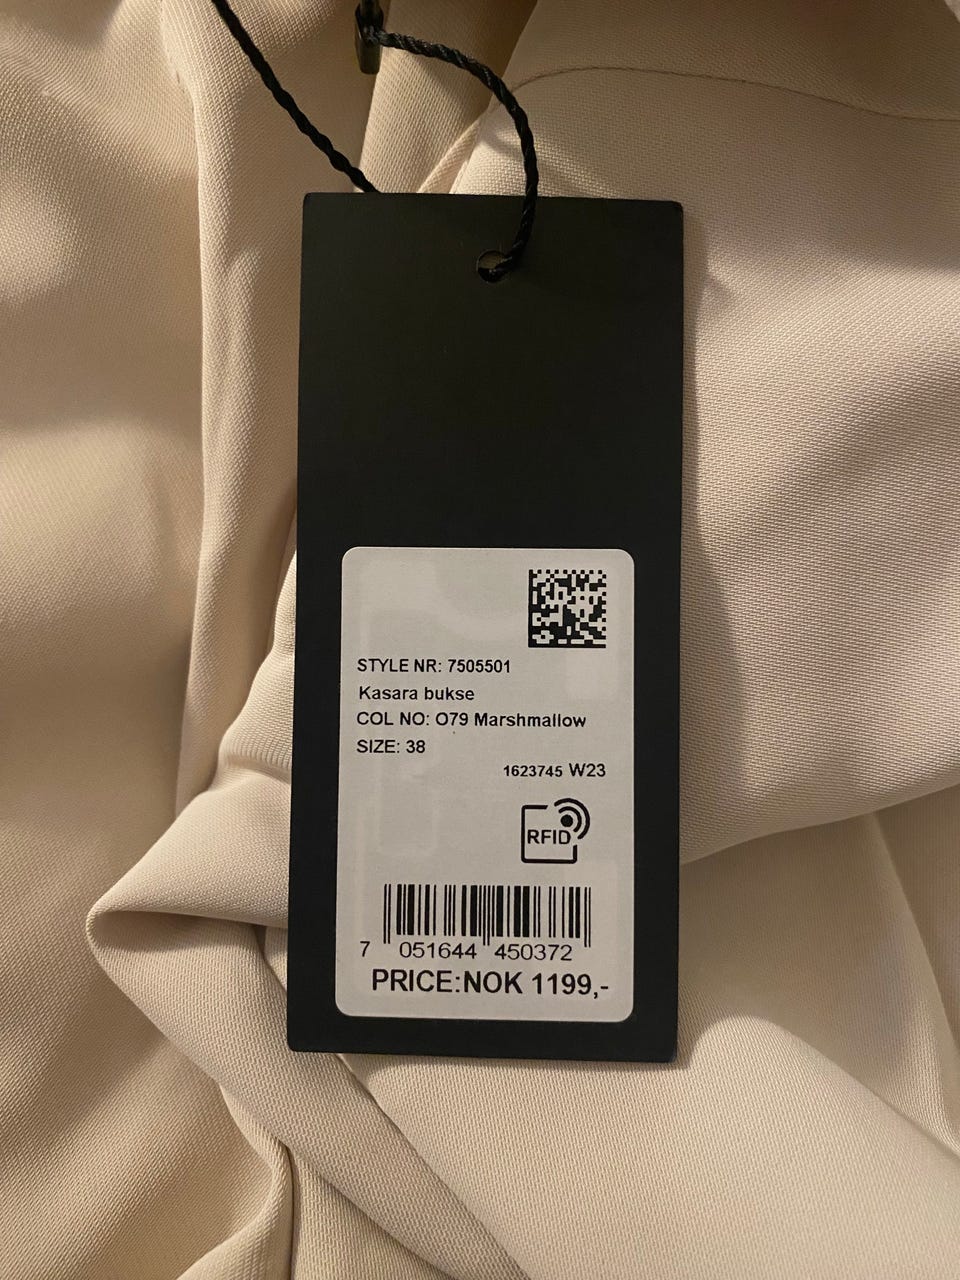 STYLE NR: 7505501
Kasara bukse
COL NO: O79 Marshmallow
SIZE: 38
1623745 W23
RFID
7 051644 450372
PRICE:NOK 1199,-